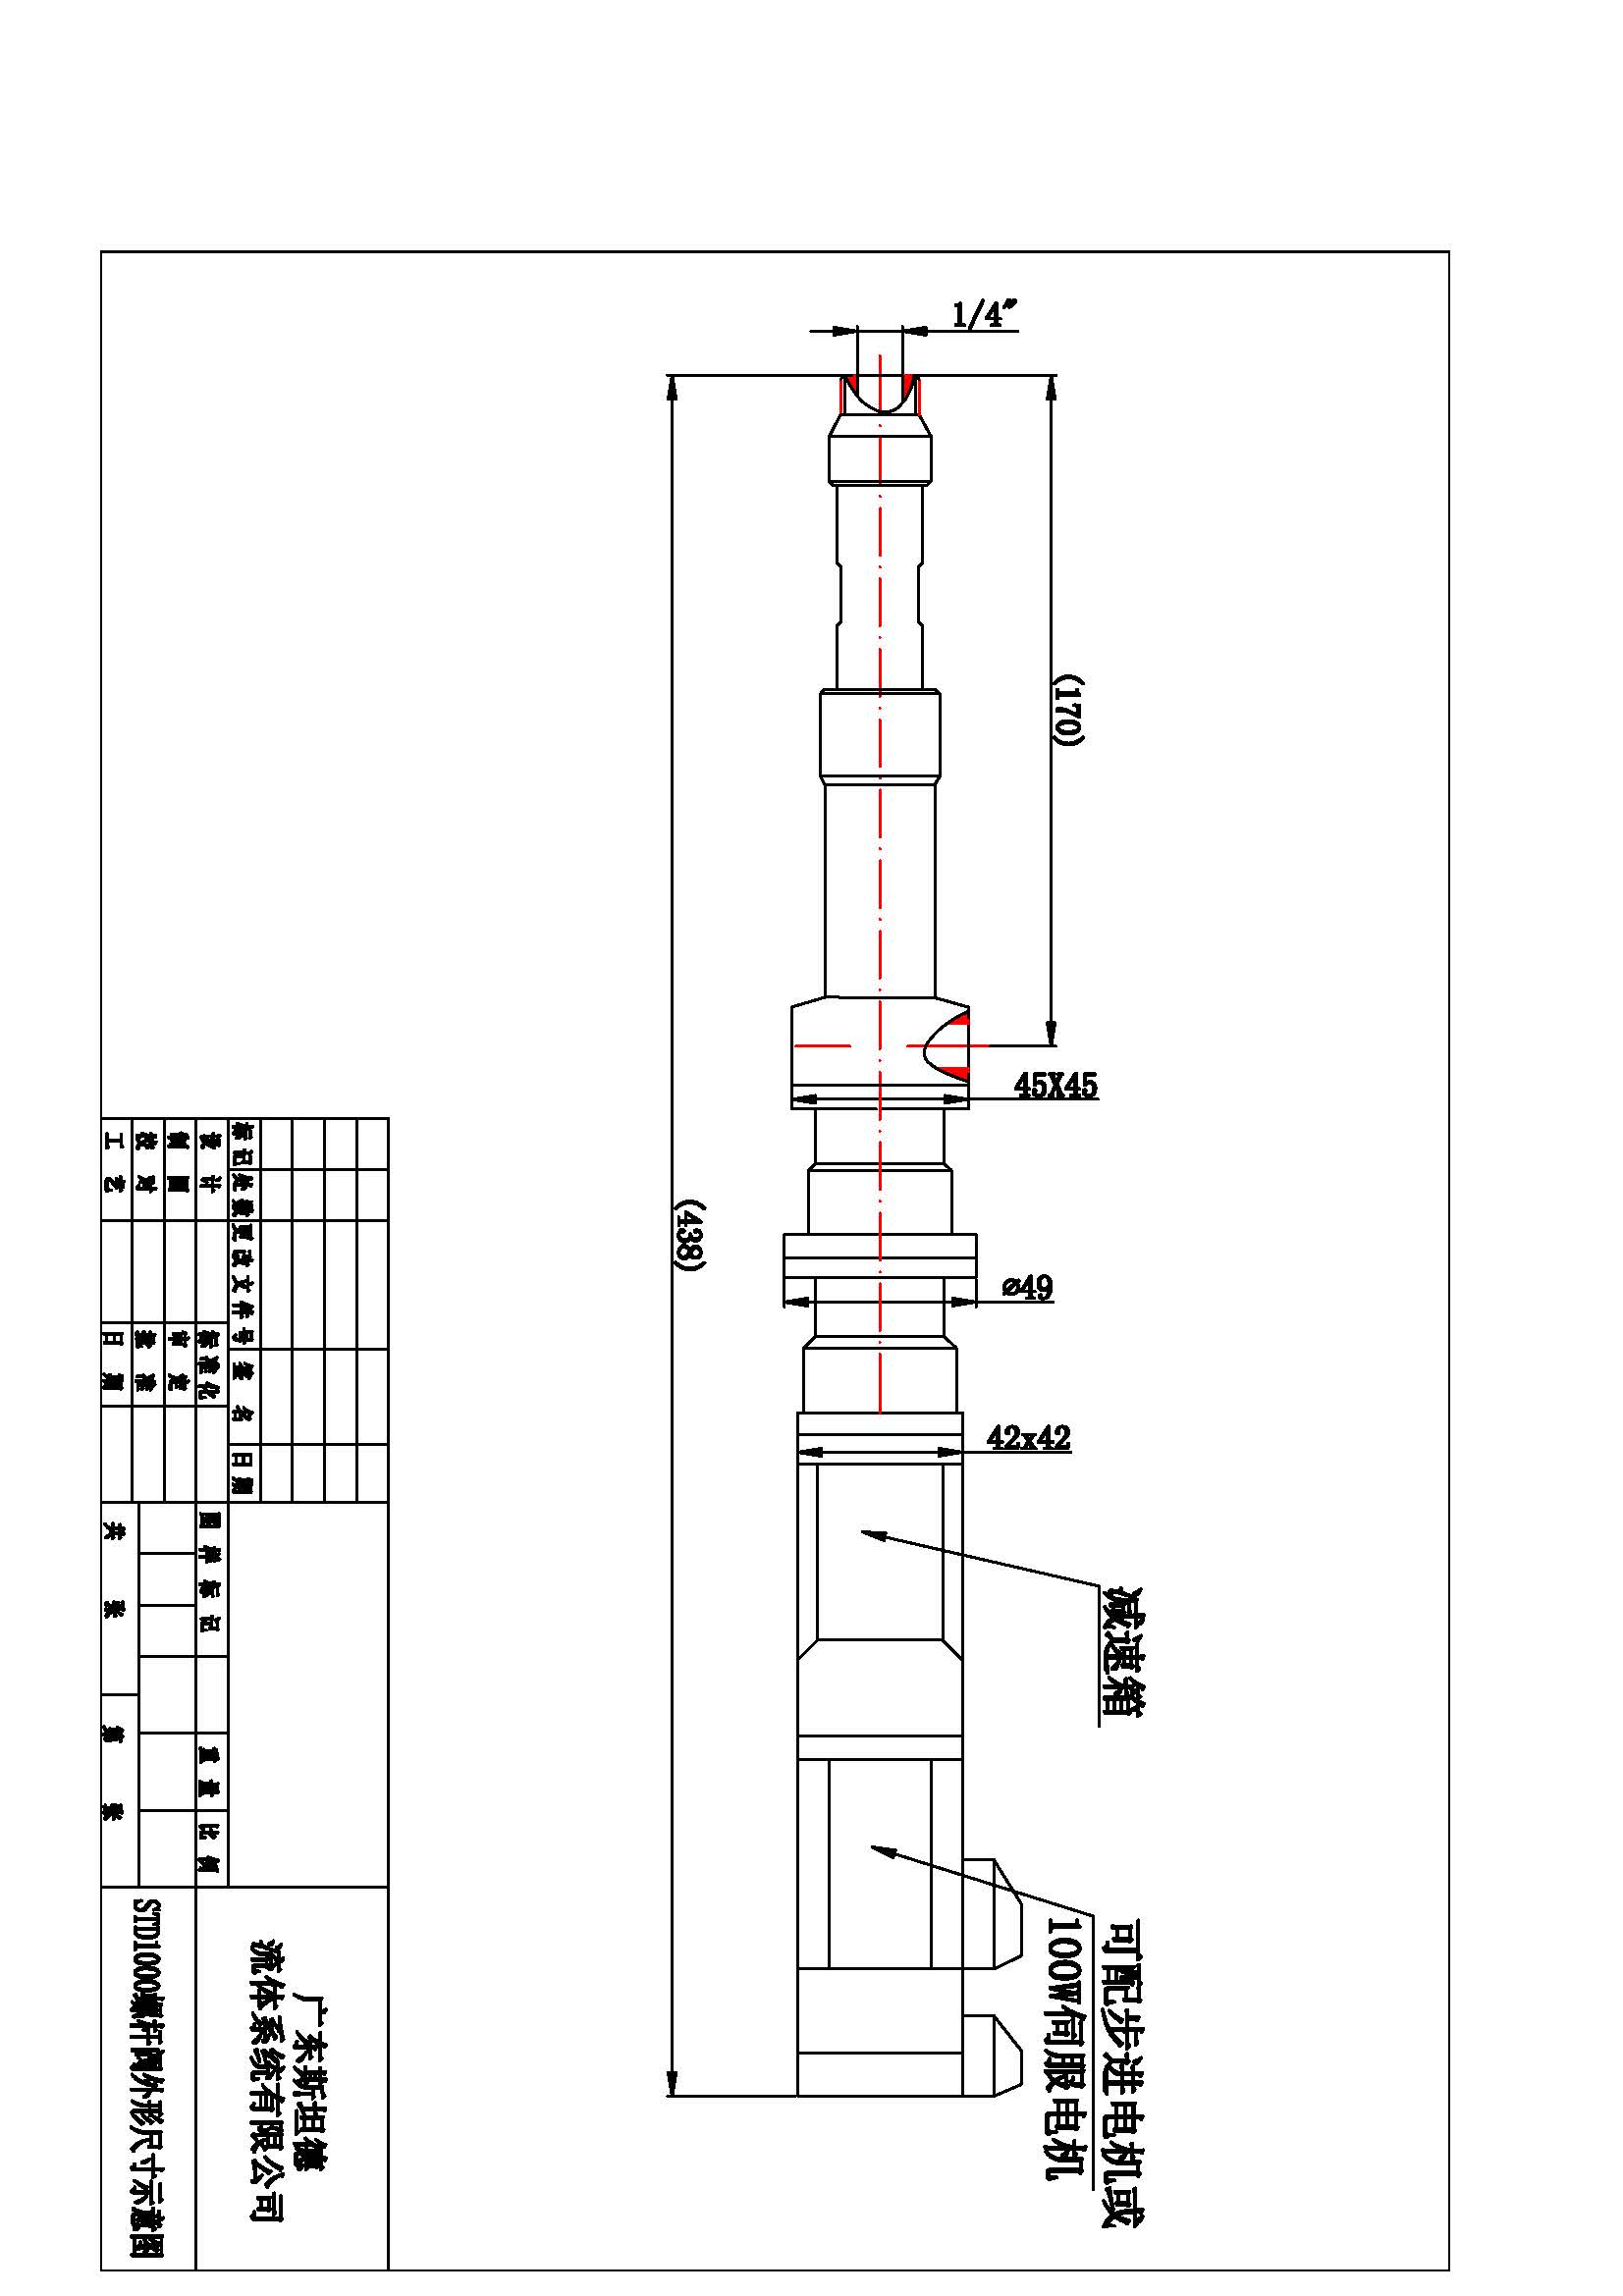 1/4"
(170)
45X45
(438)
⌀49
42x42
减速箱
可配步进电机或
100W伺服电机
标记
处数
更改文件号
签名
日期
设计
标准化
制图
审定
校对
批准
工艺
日期
图样标记
重量
比例
共张
第张
广东斯坦德
流体系统有限公司
STD1000螺杆阀外形尺寸示意图